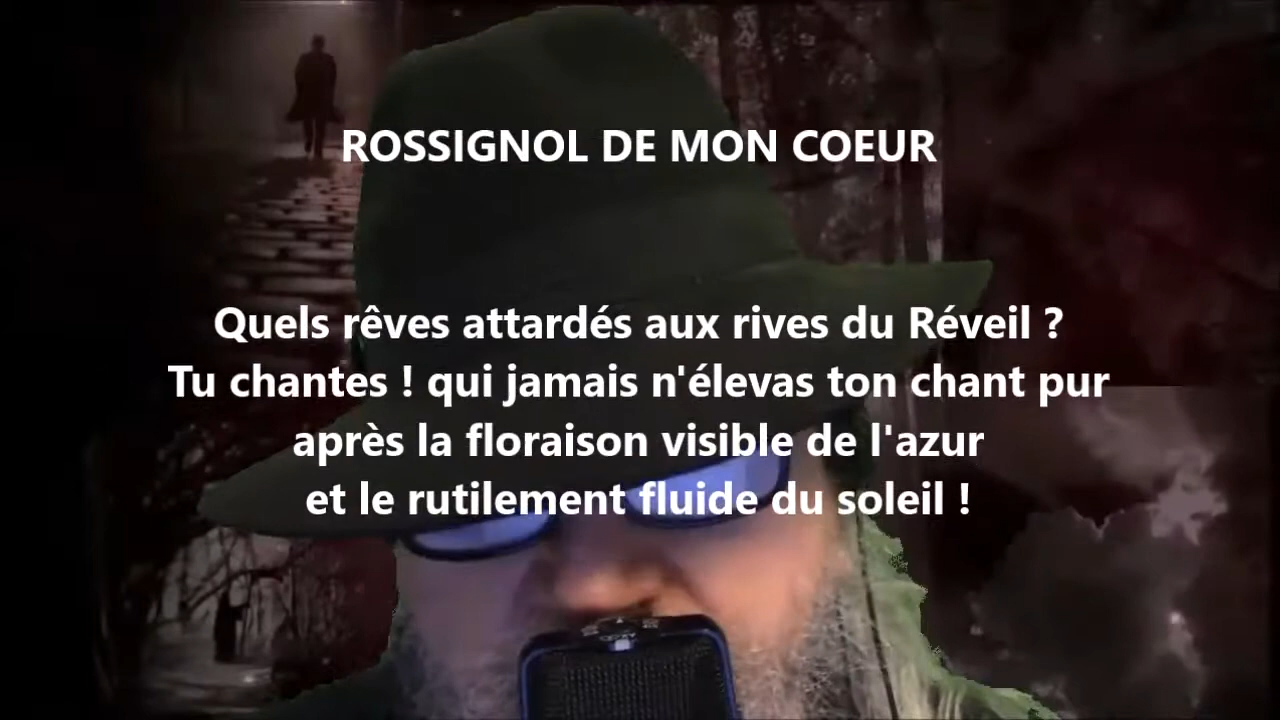 ROSSIGNOL DE MON COEUR
Quels rêves attardés aux rives du Réveil ?
Tu chantes ! qui jamais n'élevas ton chant pur
après la floraison visible de l'azur
et le rutilement fluide du soleil !